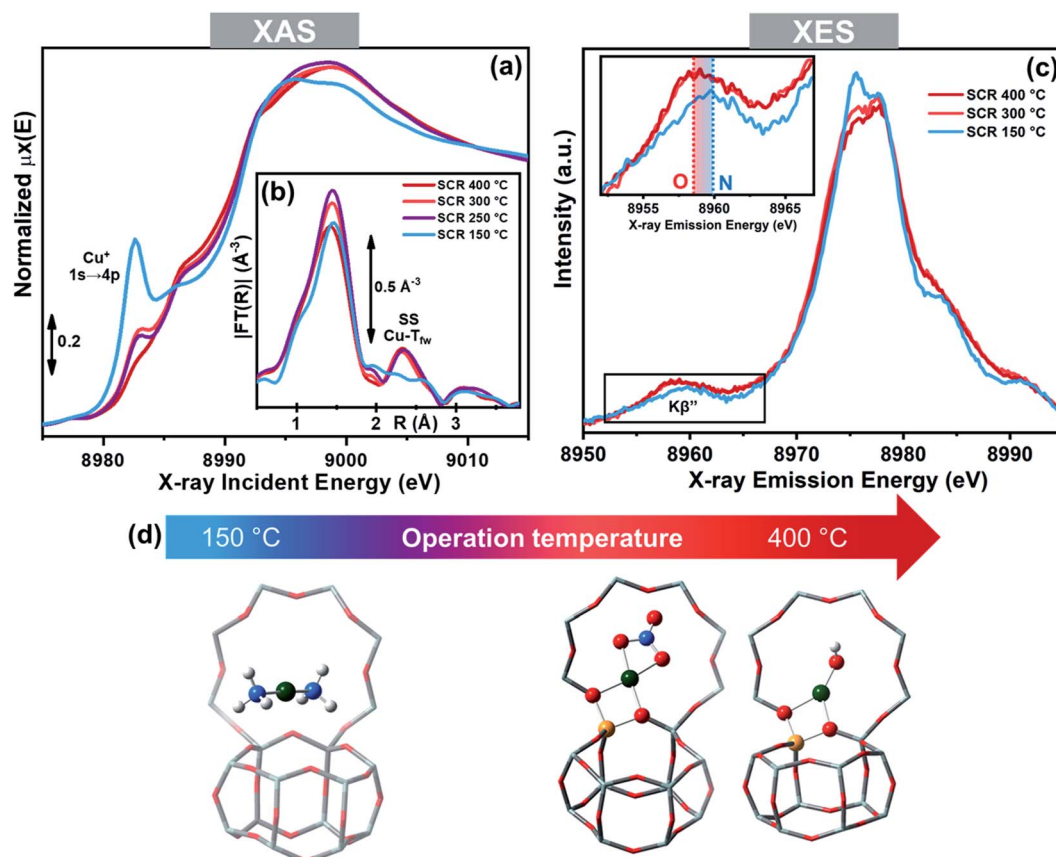 XAS
XES
(a)
Normalized μx(E)
Cu⁺
1s→4p
0.2
8980
8990
9000
9010
X-ray Incident Energy (eV)
(b)
SCR 400 °C
SCR 300 °C
SCR 250 °C
SCR 150 °C
|FT(R)| (Å⁻³)
0.5 Å⁻³
SS
Cu-Tfw
1
2
3
R (Å)
(c)
SCR 400 °C
SCR 300 °C
SCR 150 °C
O
N
8955
8960
8965
X-ray Emission Energy (eV)
Intensity (a.u.)
Kβ”
8950
8960
8970
8980
8990
X-ray Emission Energy (eV)
(d)
150 °C
Operation temperature
400 °C